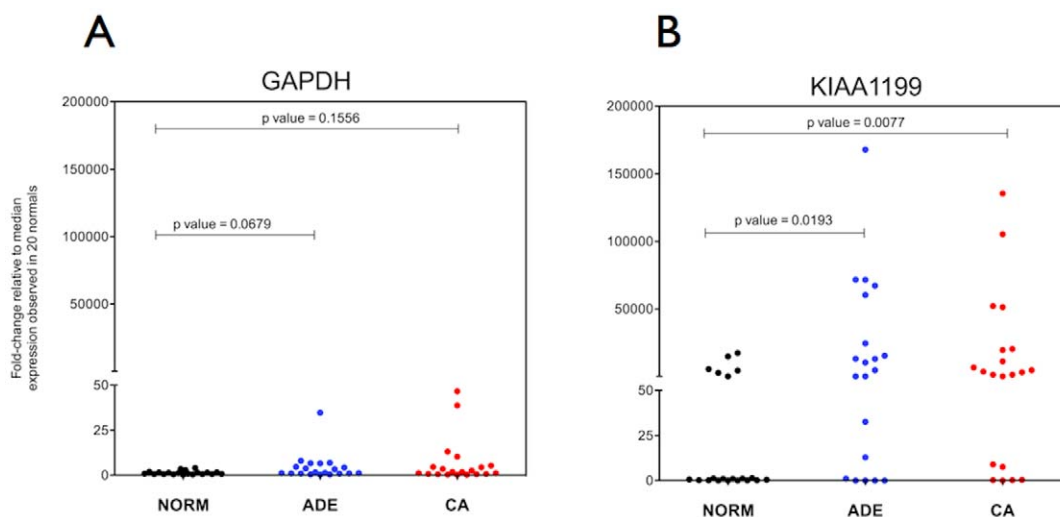 A
GAPDH
200000
p value = 0.1556
150000
p value = 0.0679
100000
50000
50
25
0
NORM ADE CA
Fold-change relative to median
expression observed in 20 normals
B
KIAA1199
200000
p value = 0.0077
150000
p value = 0.0193
100000
50000
50
25
0
NORM ADE CA